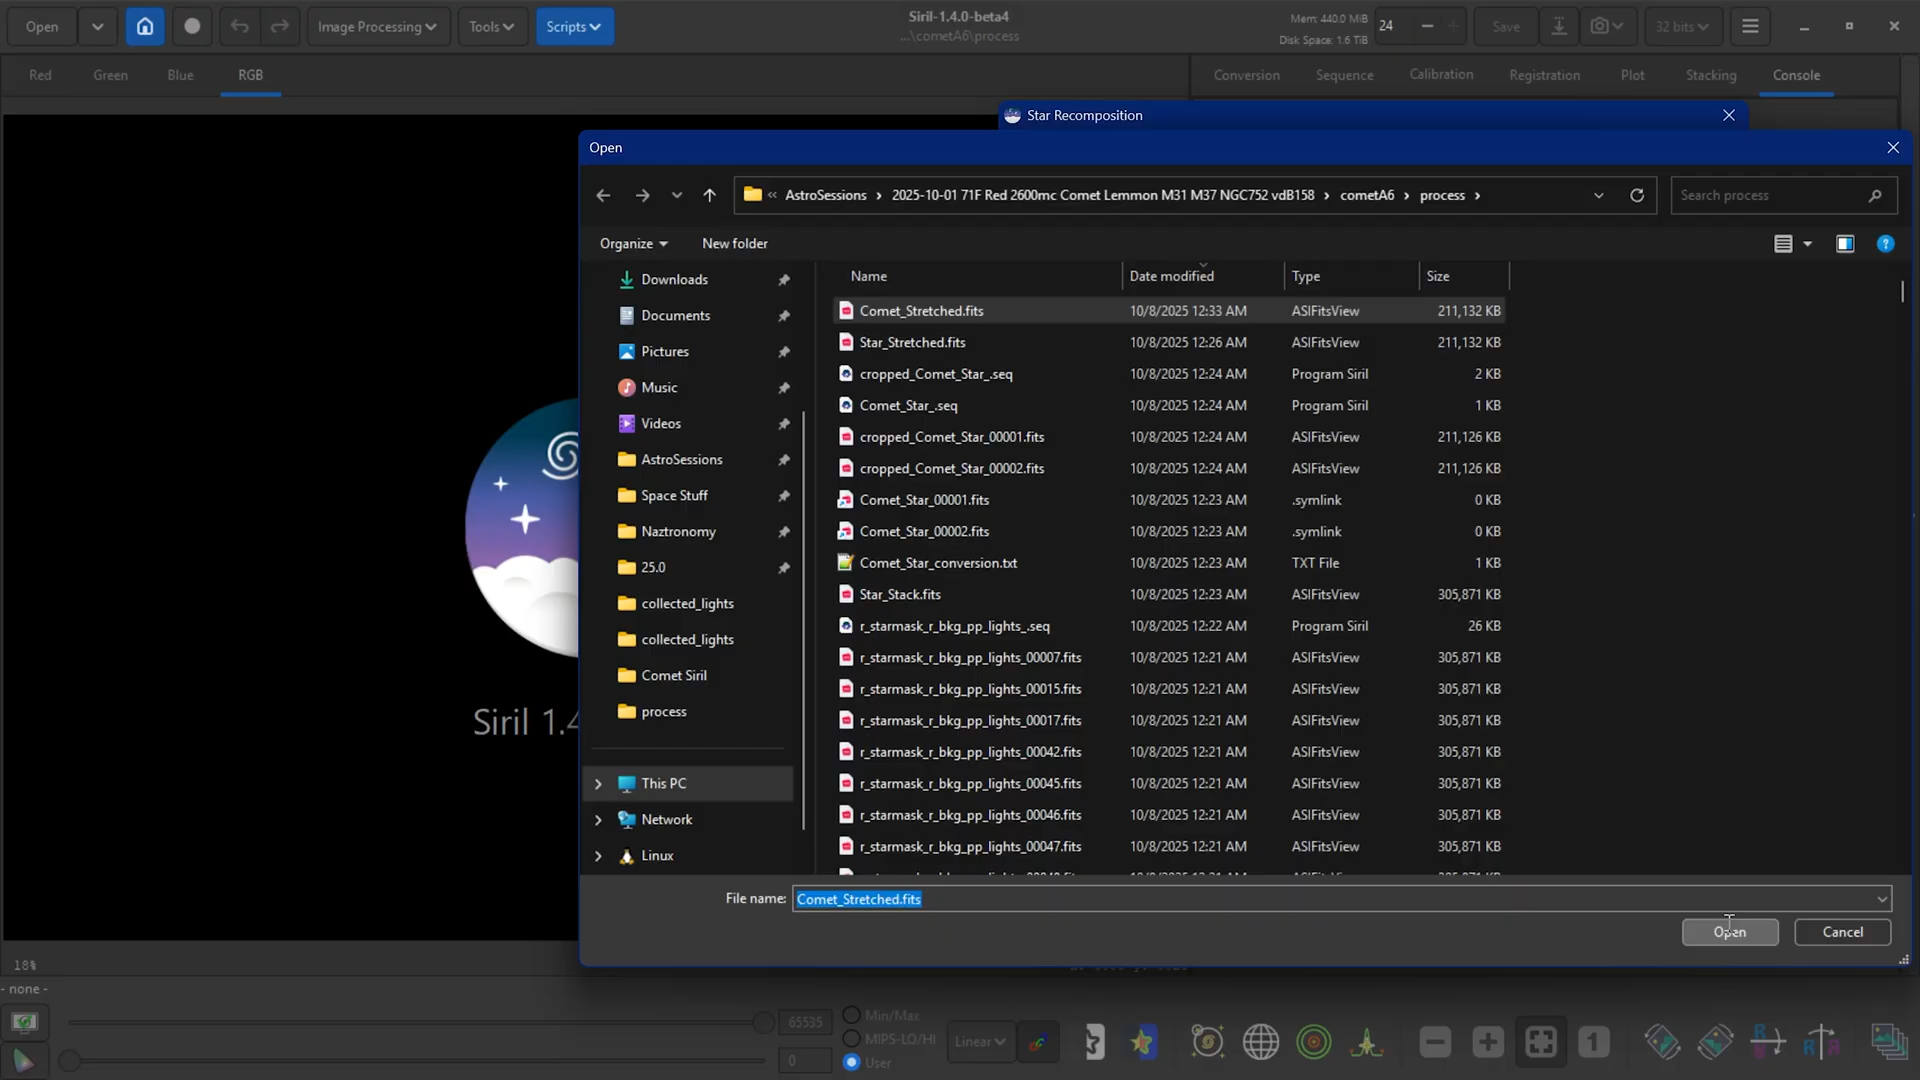 Open
Image Processing
Tools
Scripts
Siril-1.4.0-beta4
...\cometA6\process
Mem: 440.0 MiB
Disk Space: 1.6 TiB
24
Save
32 bits
Red
Green
Blue
RGB
Conversion
Sequence
Calibration
Registration
Plot
Stacking
Console
Star Recomposition
Open
« AstroSessions › 2025-10-01 71F Red 2600mc Comet Lemmon M31 M37 NGC752 vdB158 › cometA6 › process ›
Search process
Organize
New folder
Downloads
Documents
Pictures
Music
Videos
AstroSessions
Space Stuff
Naztronomy
25.0
collected_lights
collected_lights
Comet Siril
process
This PC
Network
Linux
Name Date modified Type Size
Comet_Stretched.fits 10/8/2025 12:33 AM ASIFitsView 211,132 KB
Star_Stretched.fits 10/8/2025 12:26 AM ASIFitsView 211,132 KB
cropped_Comet_Star_.seq 10/8/2025 12:24 AM Program Siril 2 KB
Comet_Star_.seq 10/8/2025 12:24 AM Program Siril 1 KB
cropped_Comet_Star_00001.fits 10/8/2025 12:24 AM ASIFitsView 211,126 KB
cropped_Comet_Star_00002.fits 10/8/2025 12:24 AM ASIFitsView 211,126 KB
Comet_Star_00001.fits 10/8/2025 12:23 AM .symlink 0 KB
Comet_Star_00002.fits 10/8/2025 12:23 AM .symlink 0 KB
Comet_Star_conversion.txt 10/8/2025 12:23 AM TXT File 1 KB
Star_Stack.fits 10/8/2025 12:23 AM ASIFitsView 305,871 KB
r_starmask_r_bkg_pp_lights_.seq 10/8/2025 12:22 AM Program Siril 26 KB
r_starmask_r_bkg_pp_lights_00007.fits 10/8/2025 12:21 AM ASIFitsView 305,871 KB
r_starmask_r_bkg_pp_lights_00015.fits 10/8/2025 12:21 AM ASIFitsView 305,871 KB
r_starmask_r_bkg_pp_lights_00017.fits 10/8/2025 12:21 AM ASIFitsView 305,871 KB
r_starmask_r_bkg_pp_lights_00042.fits 10/8/2025 12:21 AM ASIFitsView 305,871 KB
r_starmask_r_bkg_pp_lights_00045.fits 10/8/2025 12:21 AM ASIFitsView 305,871 KB
r_starmask_r_bkg_pp_lights_00046.fits 10/8/2025 12:21 AM ASIFitsView 305,871 KB
r_starmask_r_bkg_pp_lights_00047.fits 10/8/2025 12:21 AM ASIFitsView 305,871 KB
File name: Comet_Stretched.fits
Open
Cancel
Siril 1.4
18%
- none -
65535
0
Min/Max
MIPS-LO/HI
User
Linear
1